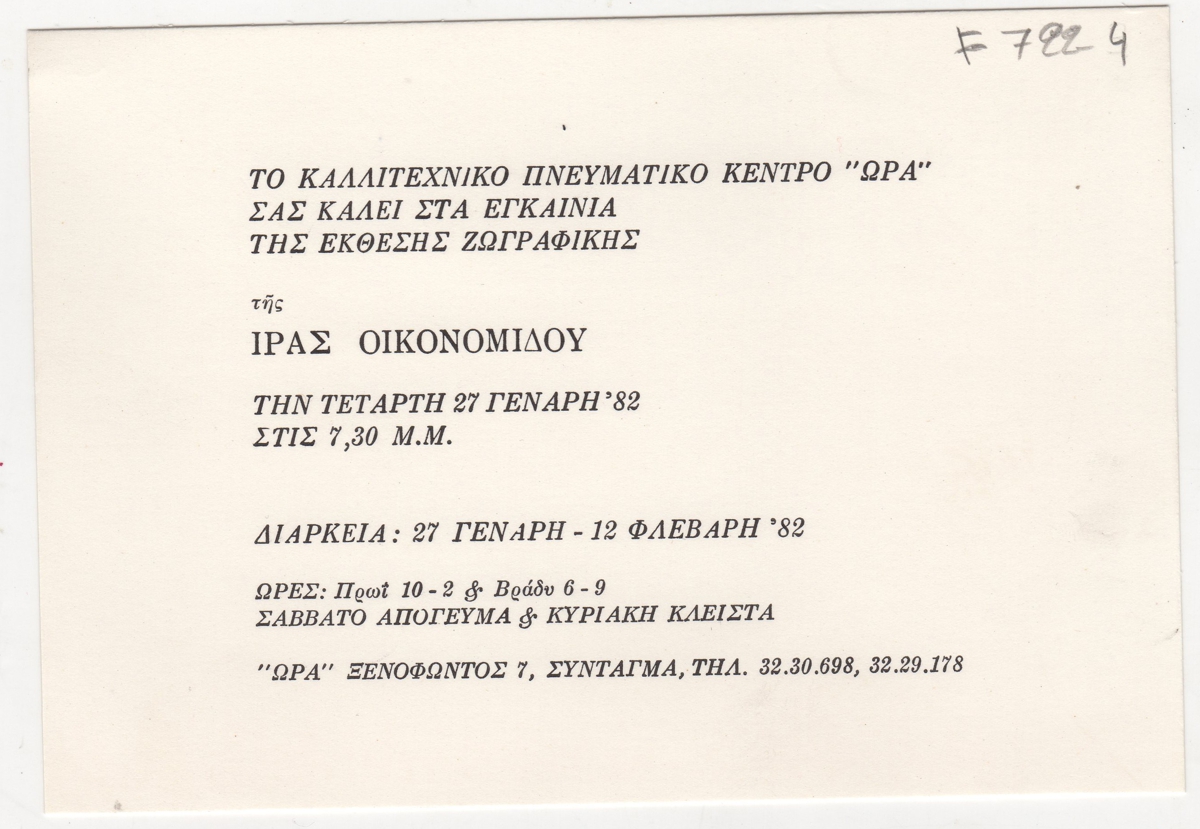 F 722 4
ΤΟ ΚΑΛΛΙΤΕΧΝΙΚΟ ΠΝΕΥΜΑΤΙΚΟ ΚΕΝΤΡΟ "ΩΡΑ"
ΣΑΣ ΚΑΛΕΙ ΣΤΑ ΕΓΚΑΙΝΙΑ
ΤΗΣ ΕΚΘΕΣΗΣ ΖΩΓΡΑΦΙΚΗΣ
τῆς
ΙΡΑΣ ΟΙΚΟΝΟΜΙΔΟΥ
ΤΗΝ ΤΕΤΑΡΤΗ 27 ΓΕΝΑΡΗ '82
ΣΤΙΣ 7,30 Μ.Μ.
ΔΙΑΡΚΕΙΑ: 27 ΓΕΝΑΡΗ - 12 ΦΛΕΒΑΡΗ '82
ΩΡΕΣ: Πρωΐ 10 - 2 & Βράδυ 6 - 9
ΣΑΒΒΑΤΟ ΑΠΟΓΕΥΜΑ & ΚΥΡΙΑΚΗ ΚΛΕΙΣΤΑ
"ΩΡΑ" ΞΕΝΟΦΩΝΤΟΣ 7, ΣΥΝΤΑΓΜΑ, ΤΗΛ. 32.30.698, 32.29.178